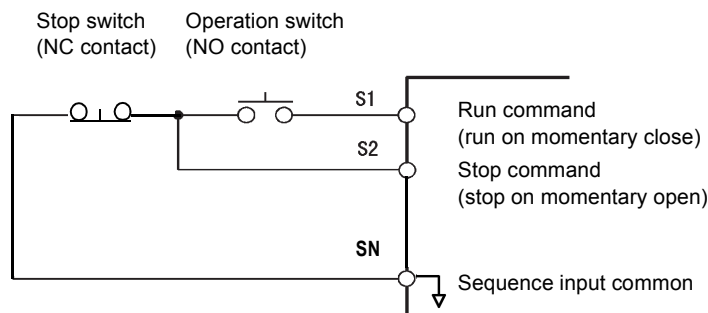 Stop switch
(NC contact)
Operation switch
(NO contact)
S1
Run command
(run on momentary close)
S2
Stop command
(stop on momentary open)
SN
Sequence input common